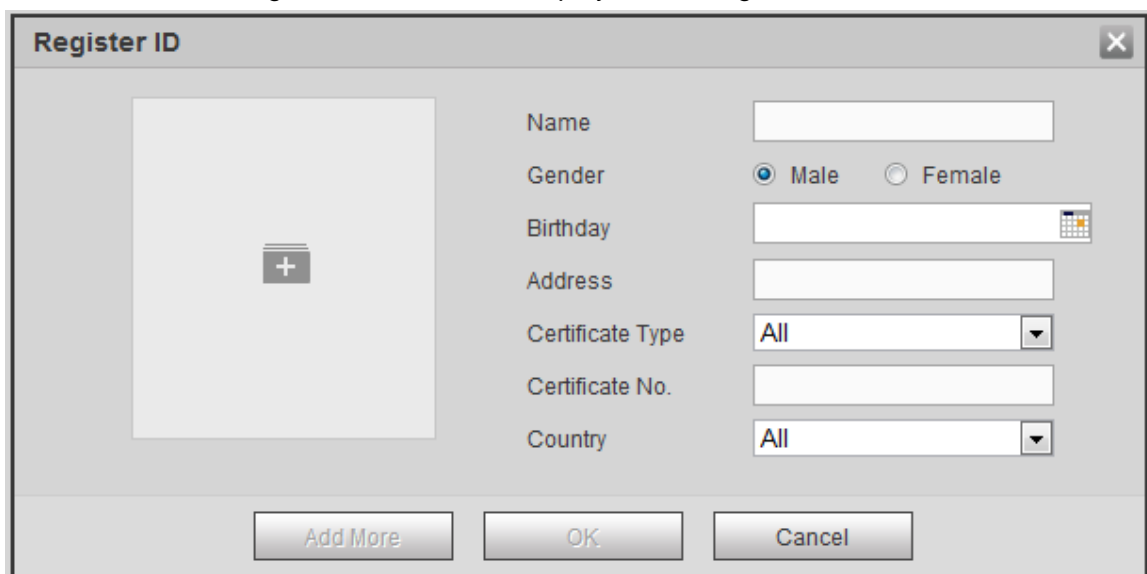 Register ID
Name
Gender Male Female
Birthday
Address
Certificate Type All
Certificate No.
Country All
Add More OK Cancel